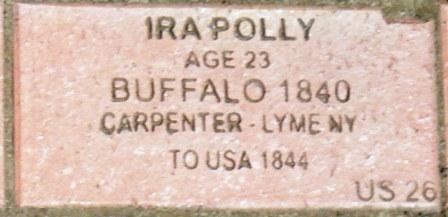 IRA POLLY
AGE 23
BUFFALO 1840
CARPENTER - LYME NY
TO USA 1844
US 26